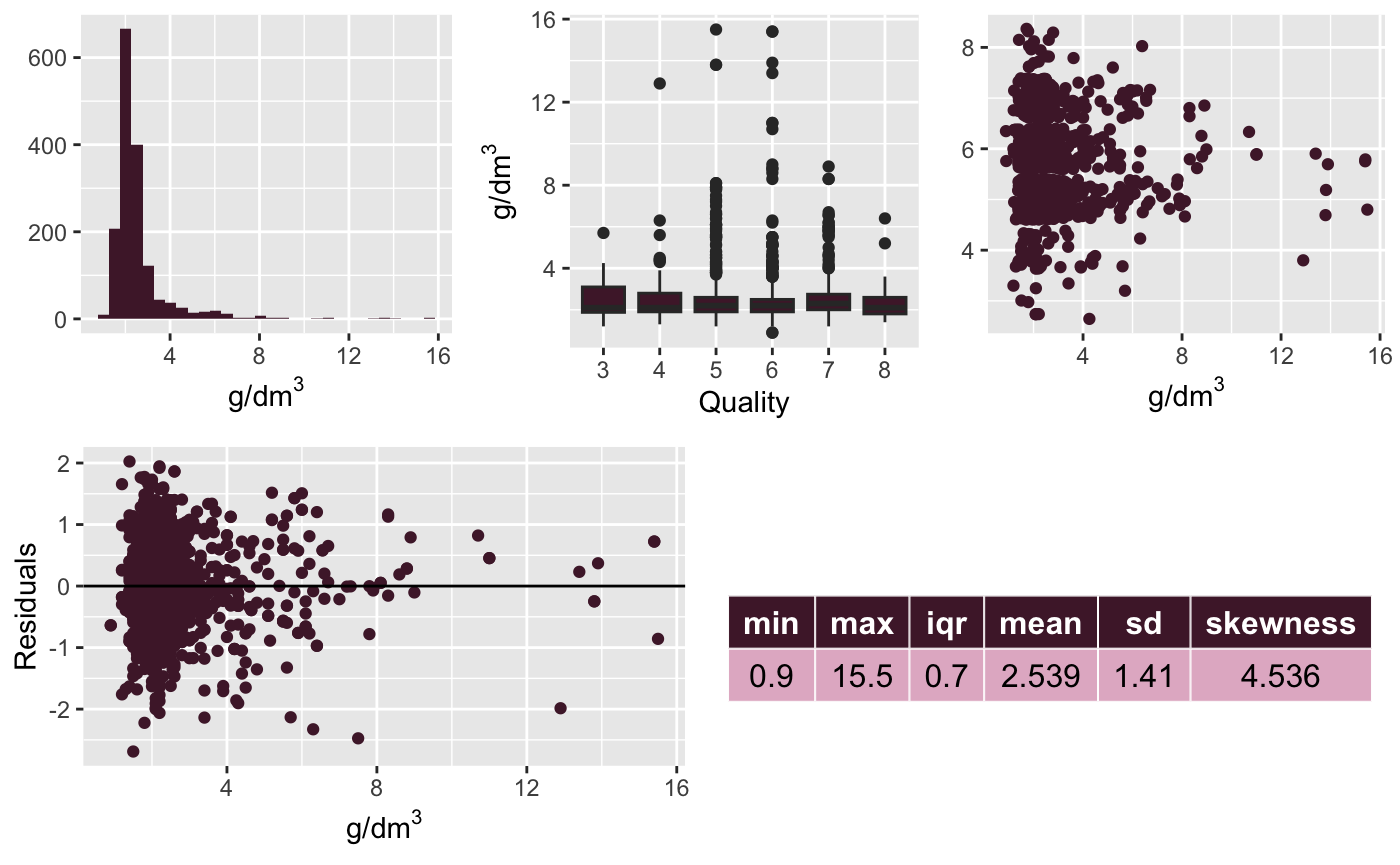 600
400
200
0
4 8 12 16
g/dm³
16
12
8
4
g/dm³
3 4 5 6 7 8
Quality
8
6
4
4 8 12 16
g/dm³
2
1
0
-1
-2
Residuals
4 8 12 16
g/dm³
min max iqr mean sd skewness
0.9 15.5 0.7 2.539 1.41 4.536